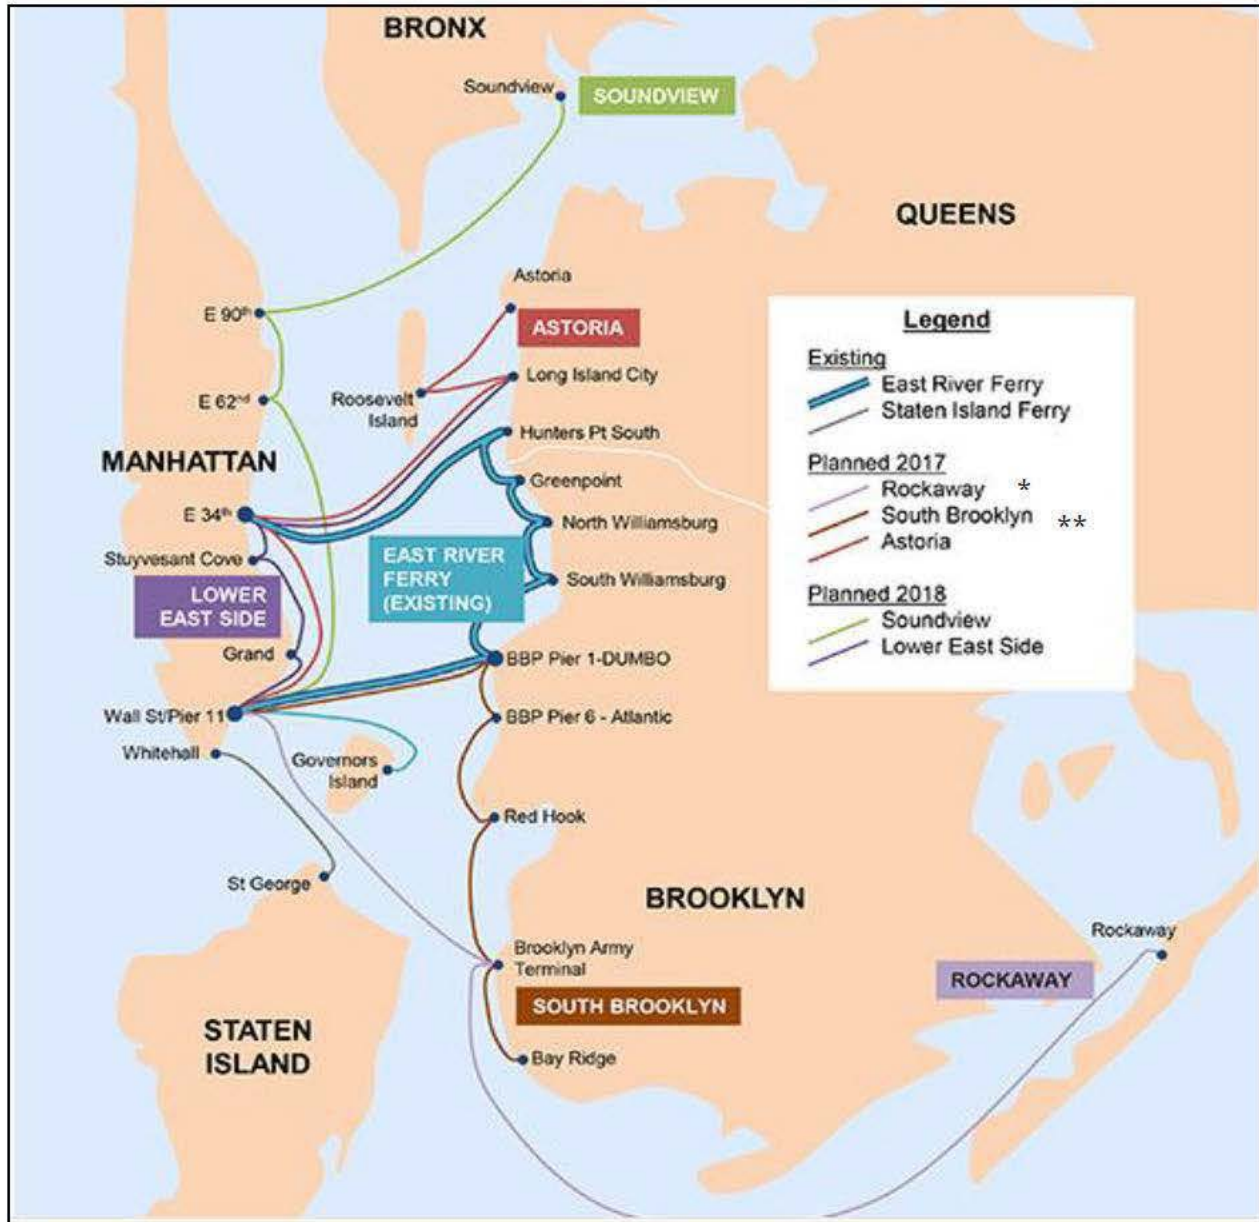 BRONX
Soundview
SOUNDVIEW
QUEENS
Astoria
E 90th
ASTORIA
Long Island City
Roosevelt
Island
E 62nd
Hunters Pt South
MANHATTAN
Greenpoint
E 34th
North Williamsburg
Stuyvesant Cove
EAST RIVER
FERRY
(EXISTING)
South Williamsburg
LOWER
EAST SIDE
Grand
BBP Pier 1-DUMBO
Wall St/Pier 11
BBP Pier 6 - Atlantic
Whitehall
Governors
Island
Red Hook
St George
BROOKLYN
Brooklyn Army
Terminal
Rockaway
ROCKAWAY
SOUTH BROOKLYN
STATEN
ISLAND
Bay Ridge
Legend
Existing
East River Ferry
Staten Island Ferry
Planned 2017
Rockaway *
South Brooklyn **
Astoria
Planned 2018
Soundview
Lower East Side